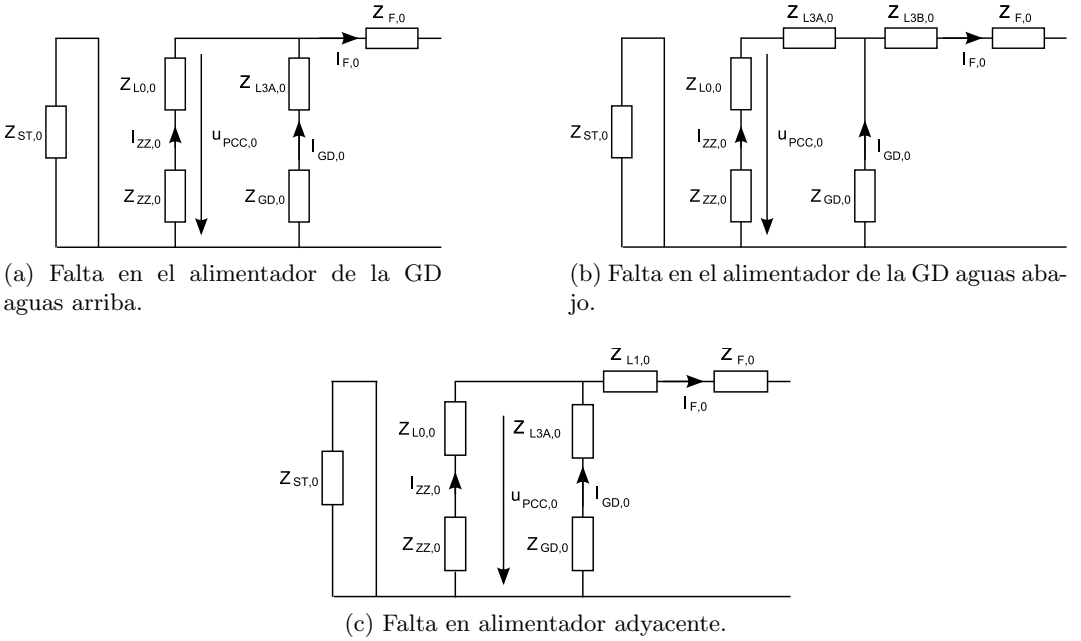 Z F,0
I F,0
Z L0,0
Z L3A,0
Z ST,0
I ZZ,0
u PCC,0
I GD,0
Z ZZ,0
Z GD,0
(a) Falta en el alimentador de la GD
aguas arriba.
Z L3A,0
Z L3B,0
Z F,0
I F,0
Z L0,0
Z ST,0
I ZZ,0
u PCC,0
I GD,0
Z ZZ,0
Z GD,0
(b) Falta en el alimentador de la GD aguas aba-
jo.
Z L1,0
Z F,0
I F,0
Z L0,0
Z L3A,0
Z ST,0
I ZZ,0
u PCC,0
I GD,0
Z ZZ,0
Z GD,0
(c) Falta en alimentador adyacente.